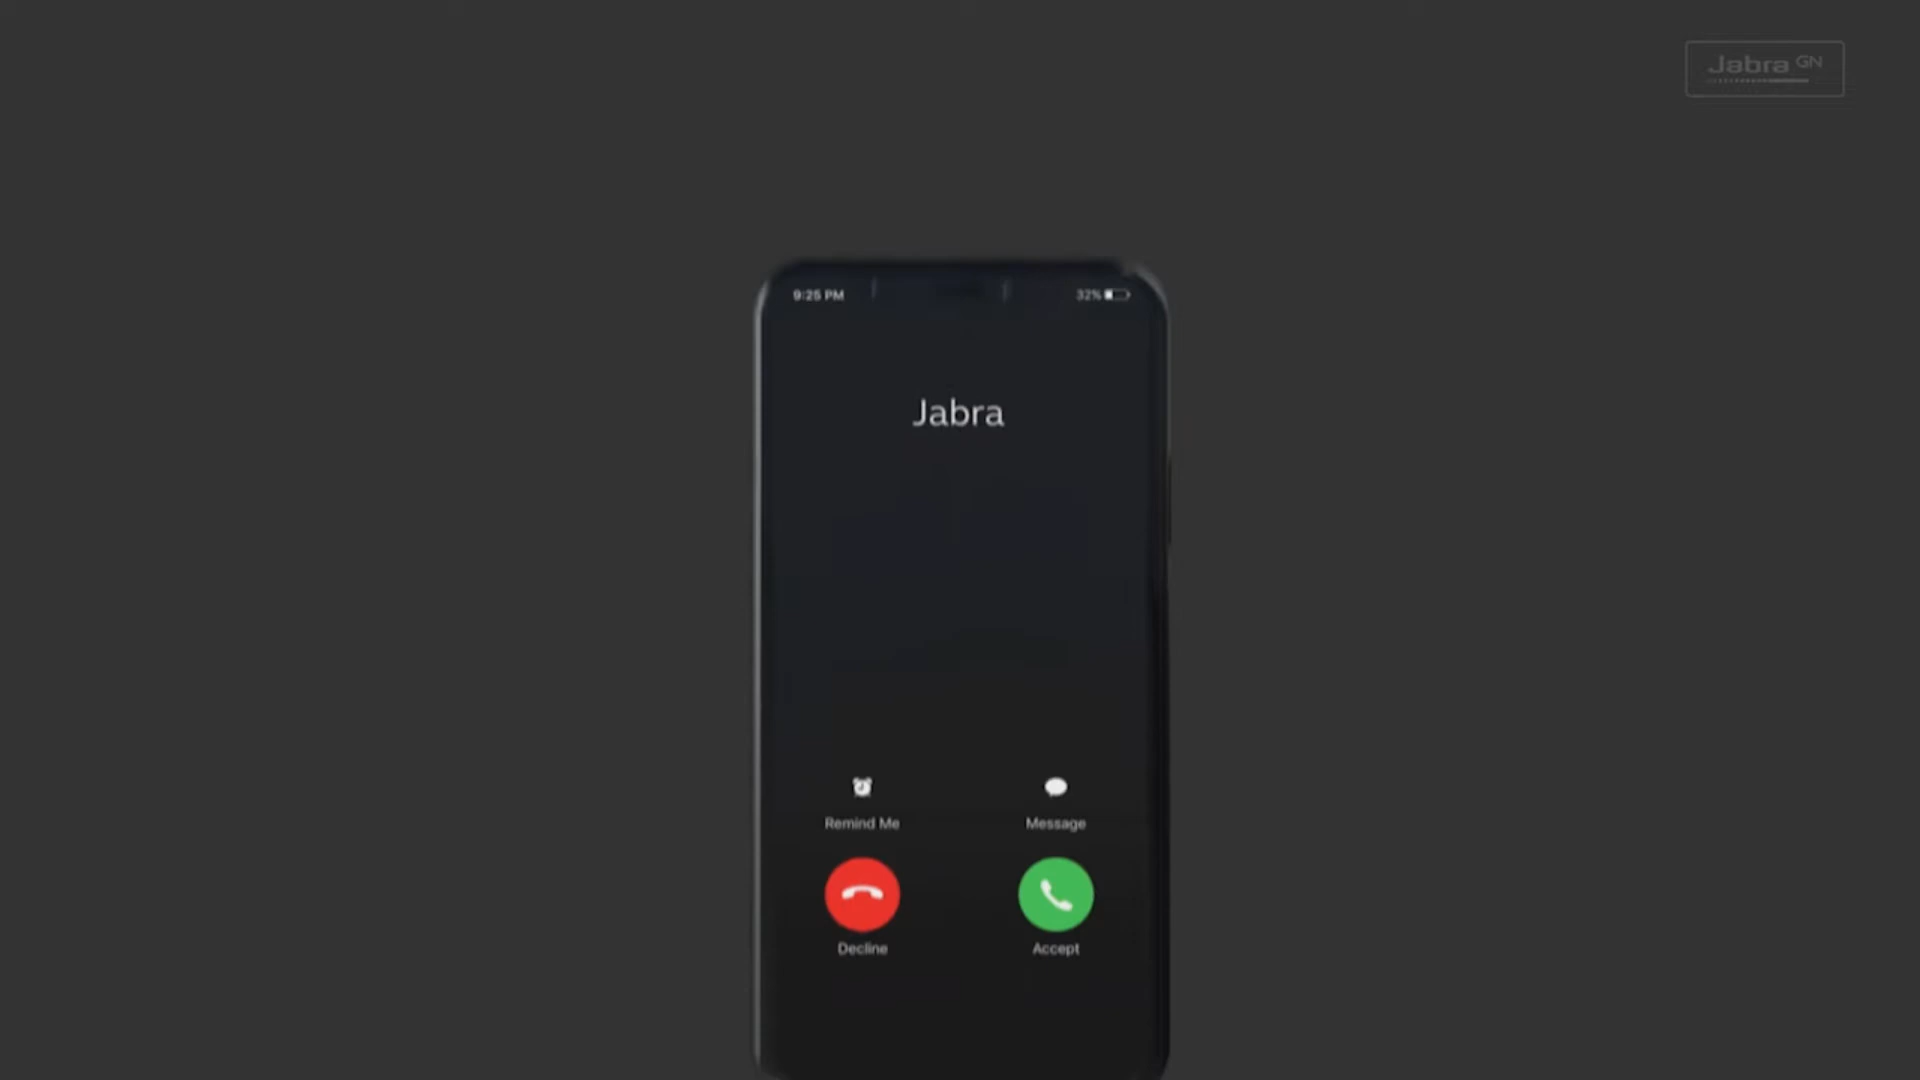 Jabra GN
9:25 PM
32%
Jabra
Remind Me
Message
Decline
Accept